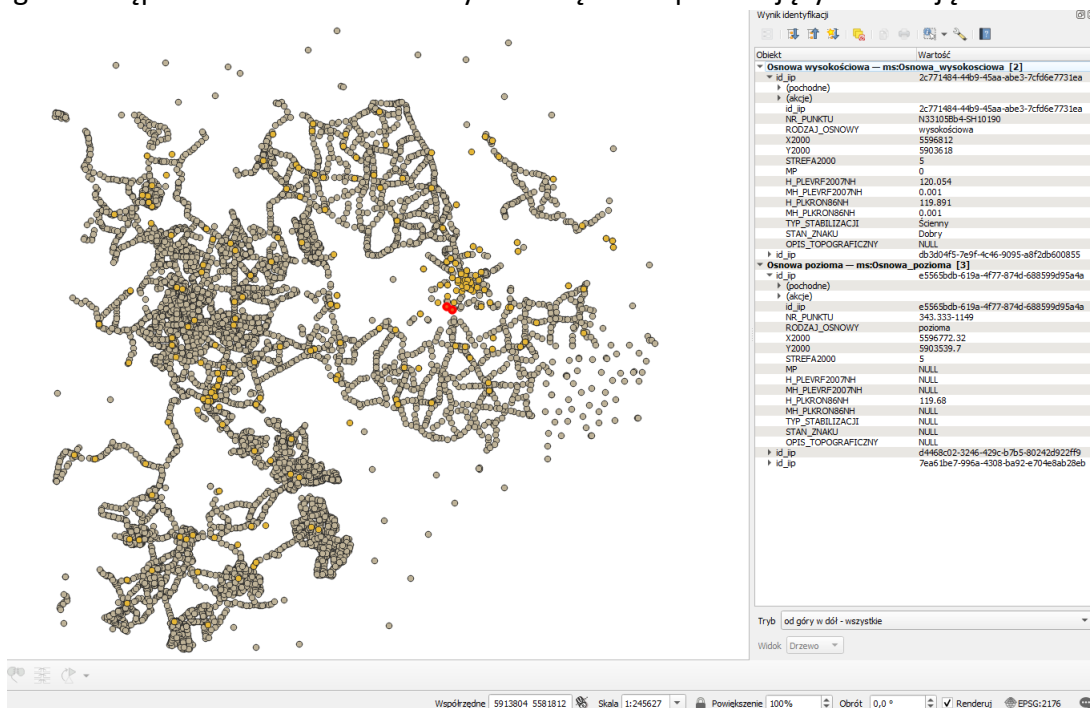 Wynik identyfikacji
Obiekt Wartość
Osnowa wysokościowa — ms:Osnowa_wysokosciowa [2]
id_iip 2c771484-44b9-45aa-abe3-7cfd6e7731ea
(pochodne)
(akcje)
id_iip 2c771484-44b9-45aa-abe3-7cfd6e7731ea
NR_PUNKTU N33105Bb4-SH10190
RODZAJ_OSNOWY wysokościowa
X2000 5596812
Y2000 5903618
STREFA2000 5
MP 0
H_PLEVRF2007NH 120.054
MH_PLEVRF2007NH 0.001
H_PLKRON86NH 119.891
MH_PLKRON86NH 0.001
TYP_STABILIZACJI Ścienny
STAN_ZNAKU Dobry
OPIS_TOPOGRAFICZNY NULL
id_iip db3d04f5-7e9f-4c46-9095-a8f2db600855
Osnowa pozioma — ms:Osnowa_pozioma [3]
id_iip e5565bdb-619a-4f77-874d-688599d95a4a
(pochodne)
(akcje)
id_iip e5565bdb-619a-4f77-874d-688599d95a4a
NR_PUNKTU 343.333-1149
RODZAJ_OSNOWY pozioma
X2000 5596772.32
Y2000 5903539.7
STREFA2000 5
MP NULL
H_PLEVRF2007NH NULL
MH_PLEVRF2007NH NULL
H_PLKRON86NH 119.68
MH_PLKRON86NH NULL
TYP_STABILIZACJI NULL
STAN_ZNAKU NULL
OPIS_TOPOGRAFICZNY NULL
id_iip d4468c02-3246-429c-b7b5-80242d922ff9
id_iip 7ea61be7-996a-4308-ba92-e704e8ab28eb
Tryb od góry w dół - wszystkie
Widok Drzewo
Współrzędne 5913804 5581812 Skala 1:245627 Powiększenie 100% Obrót 0,0 ° Renderuj EPSG:2176